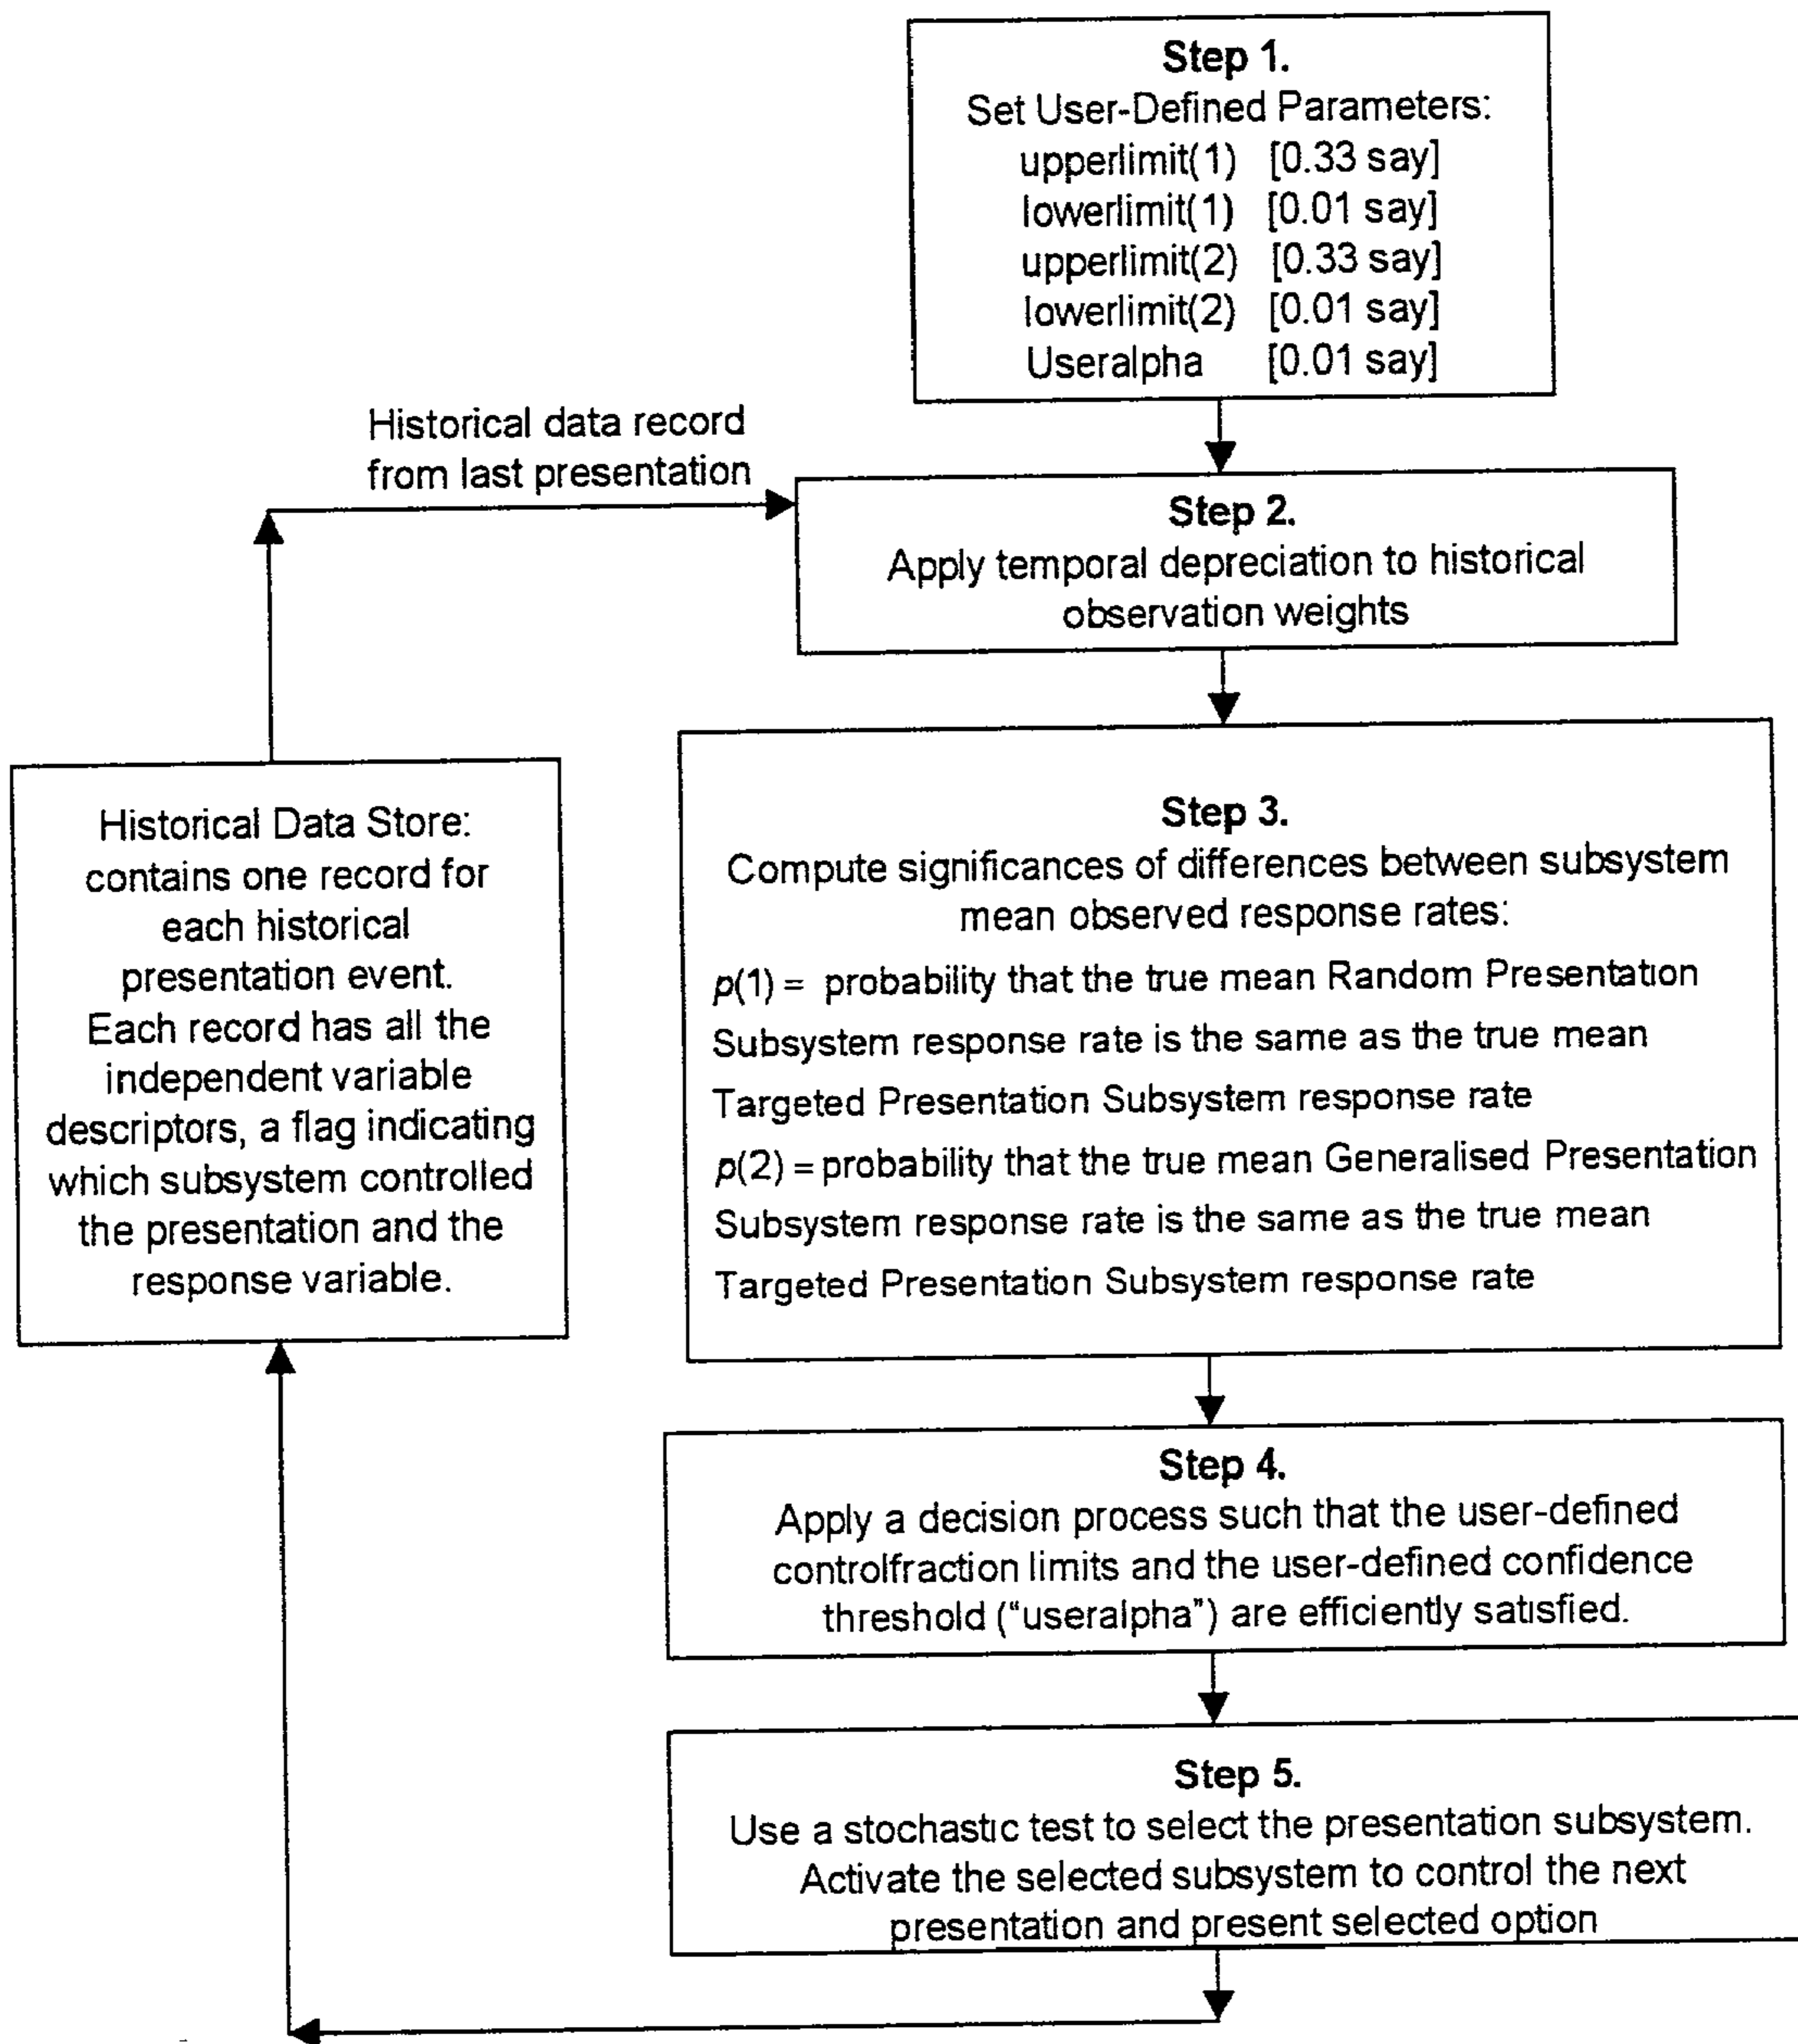 Step 1.
Set User-Defined Parameters:
upperlimit(1) [0.33 say]
lowerlimit(1) [0.01 say]
upperlimit(2) [0.33 say]
lowerlimit(2) [0.01 say]
Useralpha [0.01 say]
Historical data record
from last presentation
Step 2.
Apply temporal depreciation to historical
observation weights
Step 3.
Compute significances of differences between subsystem
mean observed response rates:
p(1) = probability that the true mean Random Presentation
Subsystem response rate is the same as the true mean
Targeted Presentation Subsystem response rate
p(2) = probability that the true mean Generalised Presentation
Subsystem response rate is the same as the true mean
Targeted Presentation Subsystem response rate
Historical Data Store:
contains one record for
each historical
presentation event.
Each record has all the
independent variable
descriptors, a flag indicating
which subsystem controlled
the presentation and the
response variable.
Step 4.
Apply a decision process such that the user-defined
controlfraction limits and the user-defined confidence
threshold (“useralpha”) are efficiently satisfied.
Step 5.
Use a stochastic test to select the presentation subsystem.
Activate the selected subsystem to control the next
presentation and present selected option